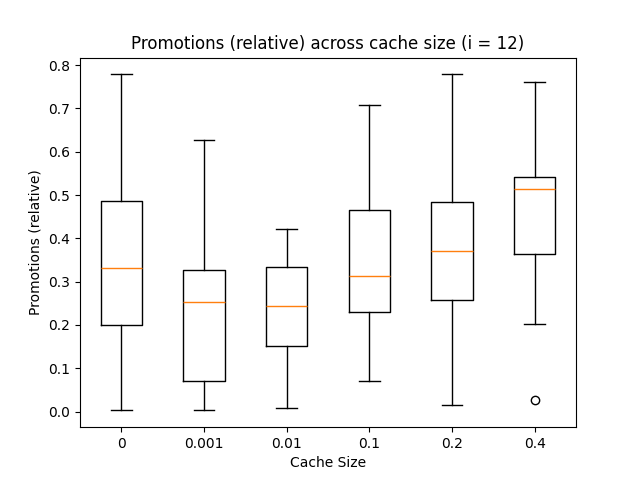 Promotions (relative) across cache size (i = 12)
Promotions (relative)
0.8
0.7
0.6
0.5
0.4
0.3
0.2
0.1
0.0
0 0.001 0.01 0.1 0.2 0.4
Cache Size